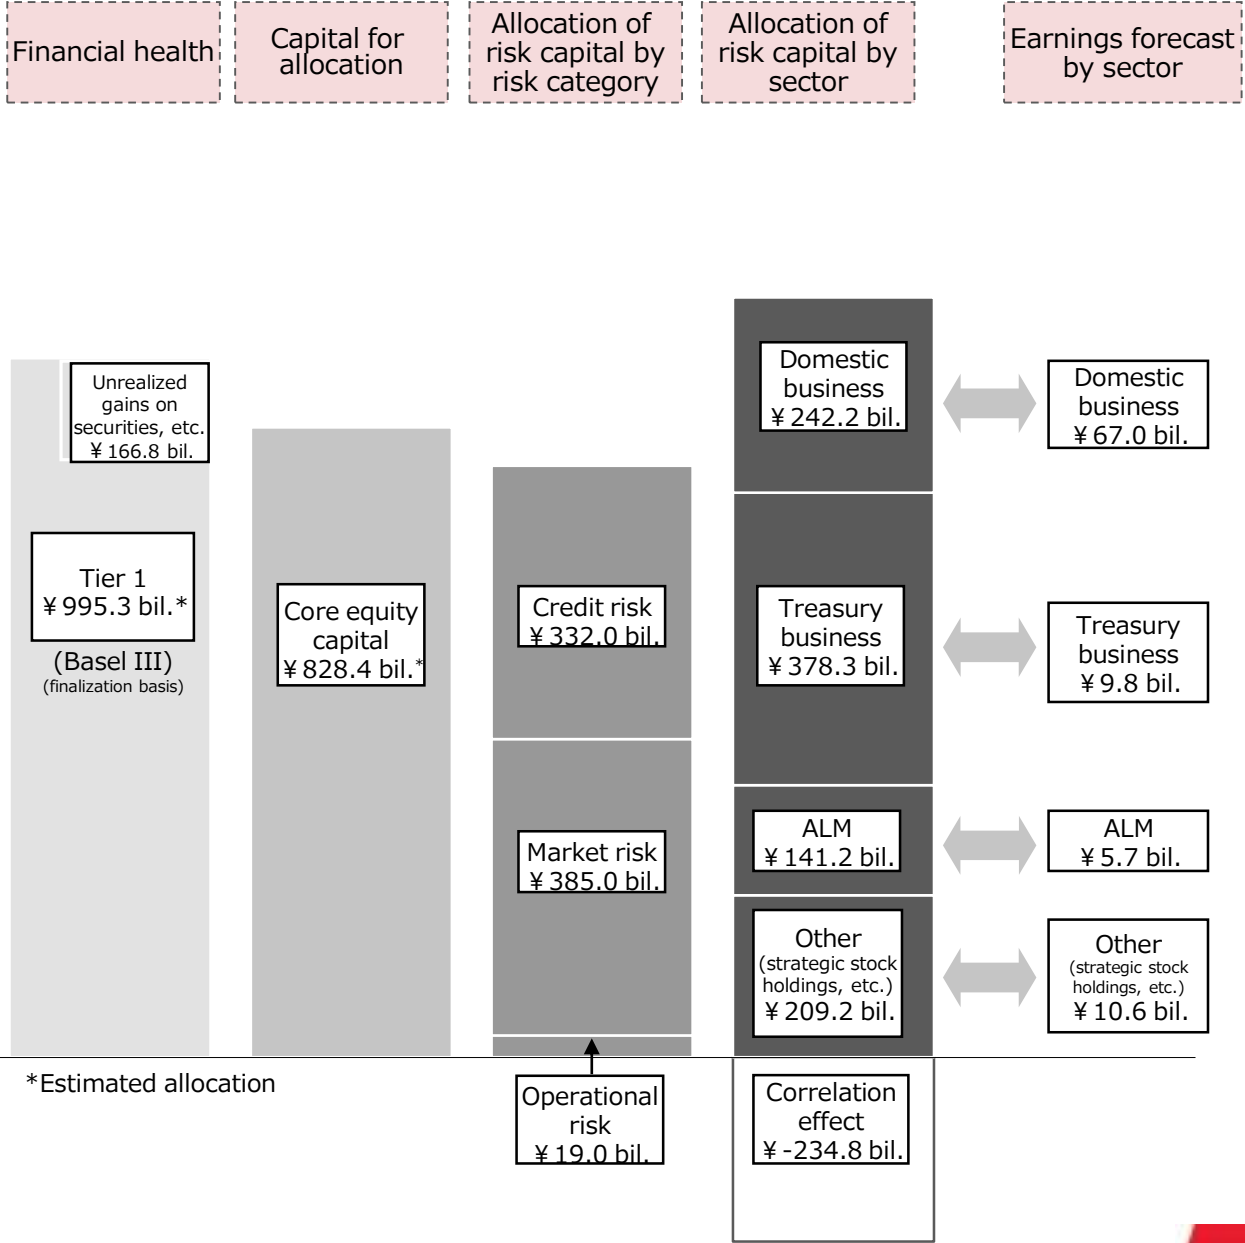 Financial health
Capital for
allocation
Allocation of
risk capital by
risk category
Allocation of
risk capital by
sector
Earnings forecast
by sector
Unrealized
gains on
securities, etc.
¥ 166.8 bil.
Tier 1
¥ 995.3 bil.*
(Basel III)
(finalization basis)
Core equity
capital
¥ 828.4 bil.*
Credit risk
¥ 332.0 bil.
Market risk
¥ 385.0 bil.
Operational
risk
¥ 19.0 bil.
Domestic
business
¥ 242.2 bil.
Treasury
business
¥ 378.3 bil.
ALM
¥ 141.2 bil.
Other
(strategic stock
holdings, etc.)
¥ 209.2 bil.
Correlation
effect
¥ -234.8 bil.
Domestic
business
¥ 67.0 bil.
Treasury
business
¥ 9.8 bil.
ALM
¥ 5.7 bil.
Other
(strategic stock
holdings, etc.)
¥ 10.6 bil.
*Estimated allocation